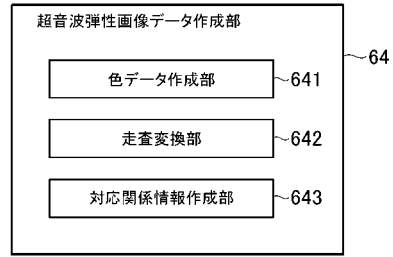 超音波弾性画像データ作成部
64
色データ作成部
641
走査変換部
642
対応関係情報作成部
643